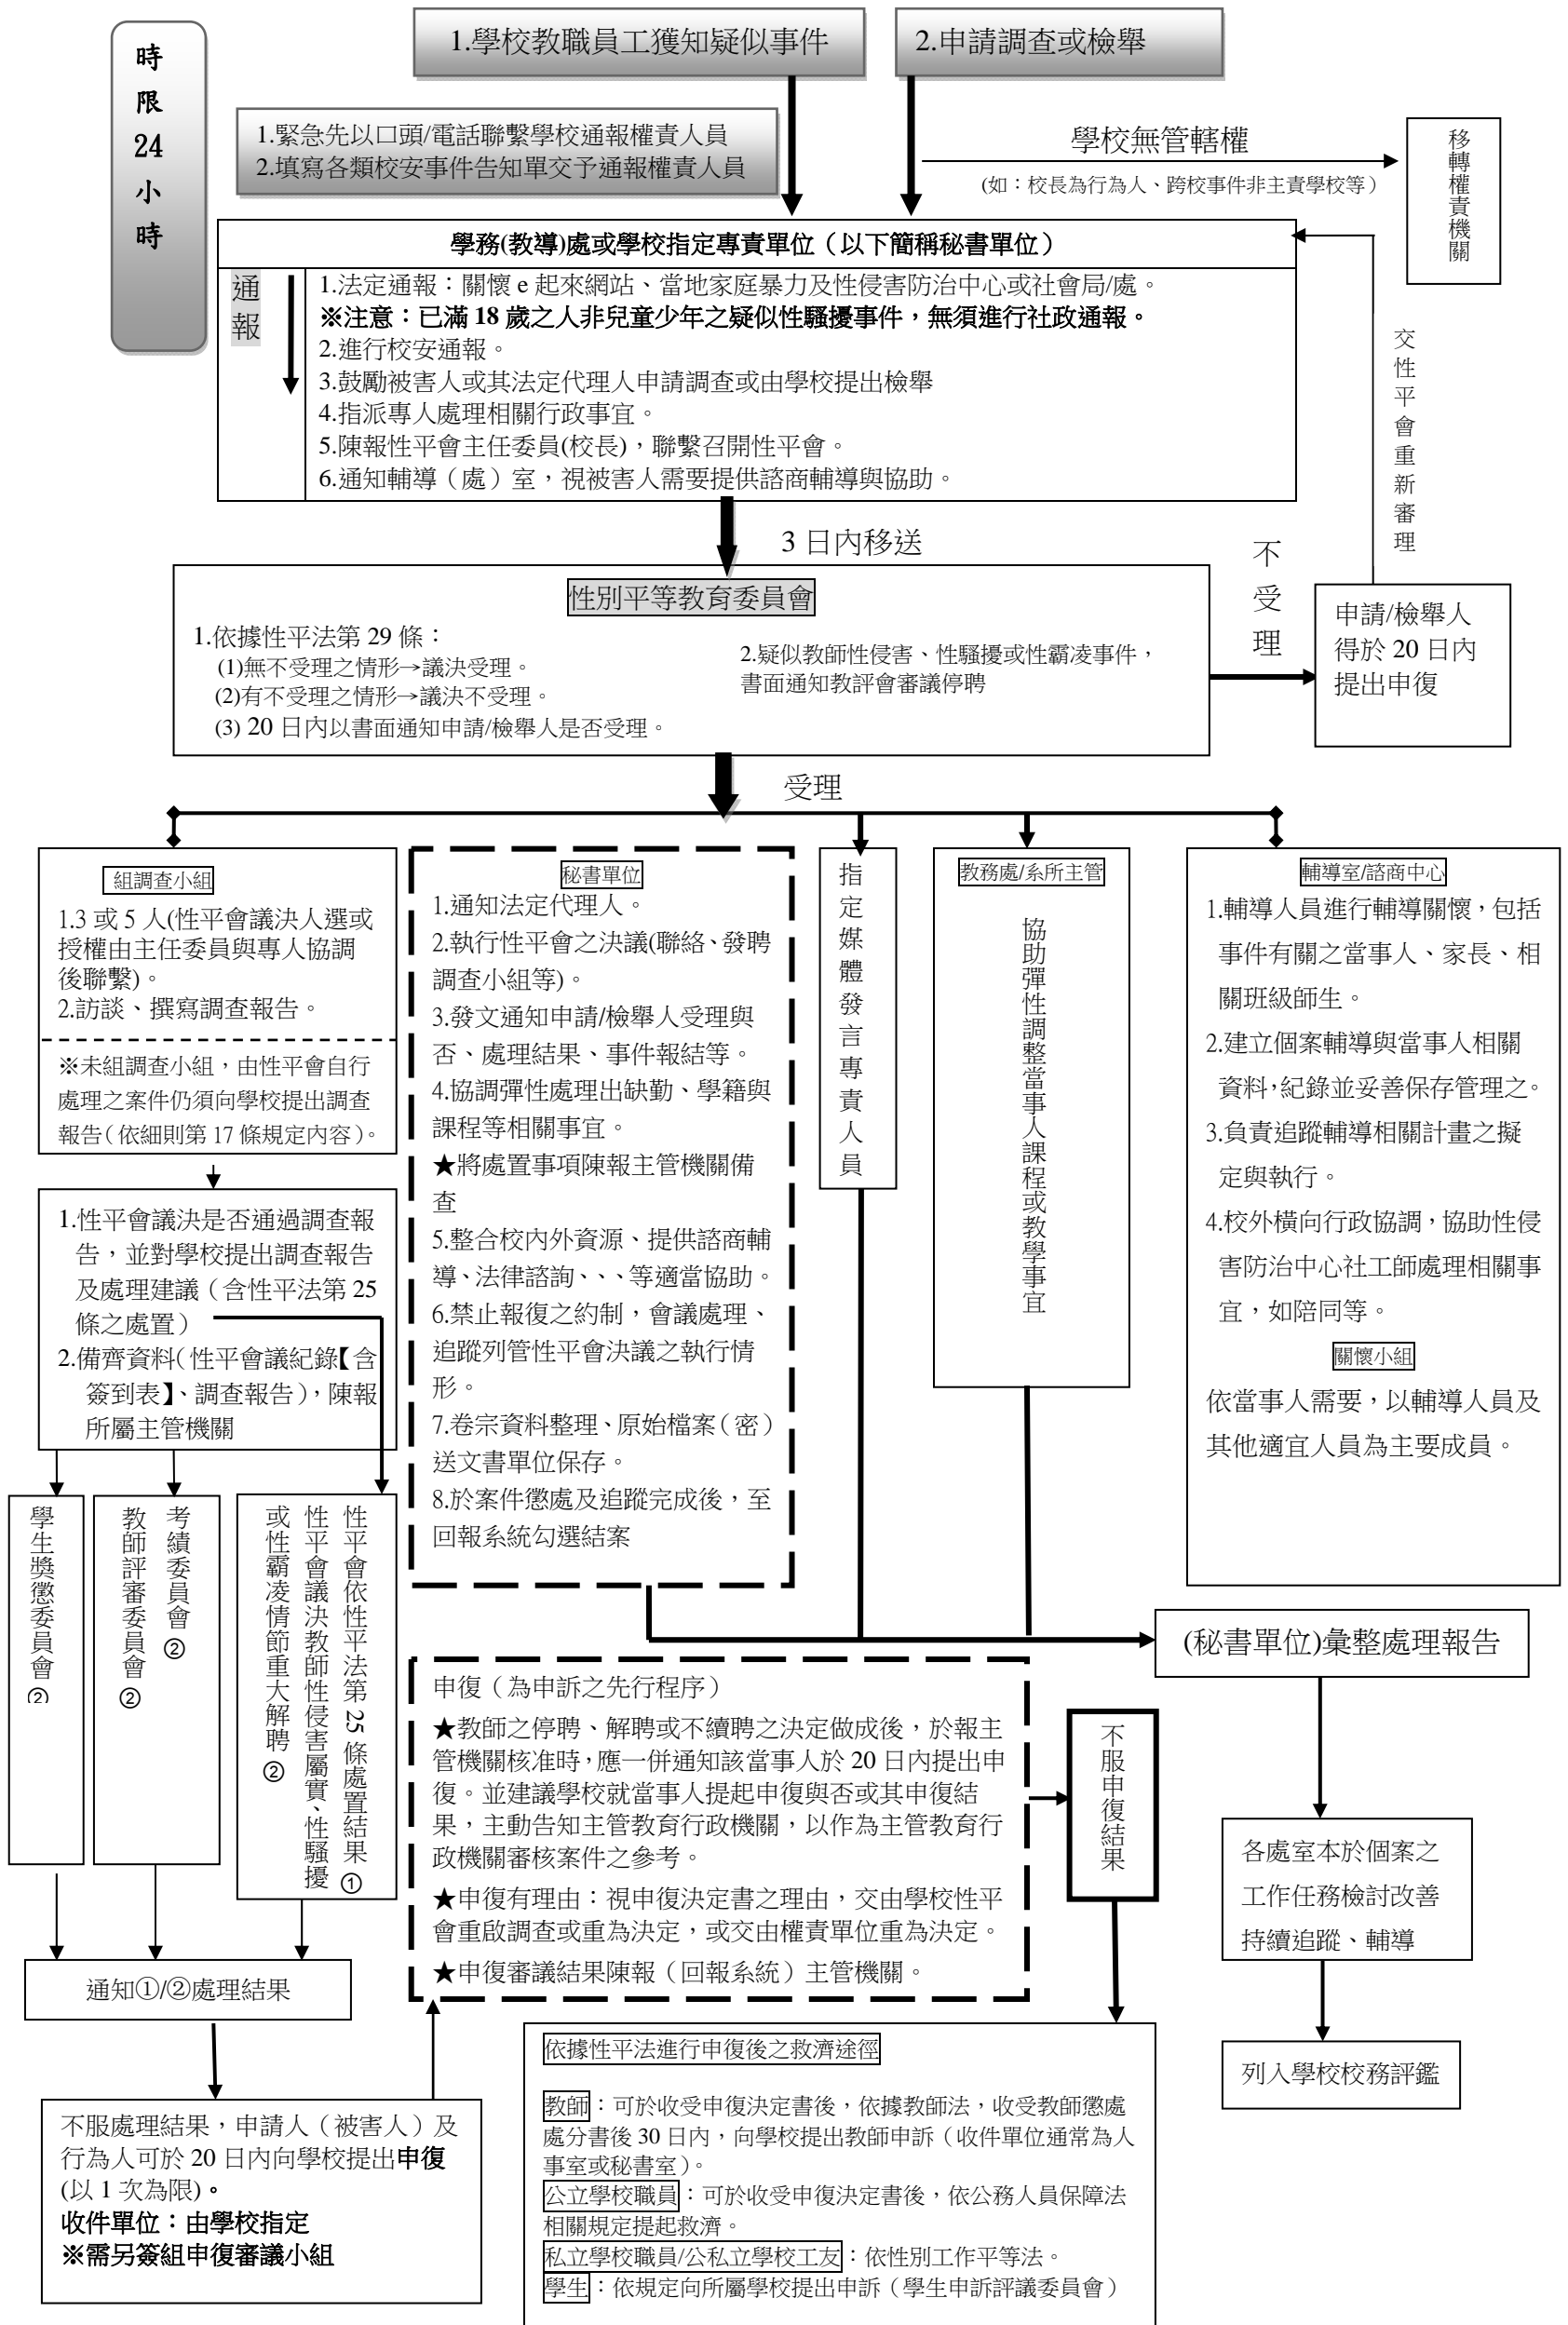 時限24小時
1.學校教職員工獲知疑似事件
2.申請調查或檢舉
1.緊急先以口頭/電話聯繫學校通報權責人員
2.填寫各類校安事件告知單交予通報權責人員
學校無管轄權
(如：校長為行為人、跨校事件非主責學校等）
移轉權責機關
學務(教導)處或學校指定專責單位（以下簡稱秘書單位）
通報
1.法定通報：關懷 e 起來網站、當地家庭暴力及性侵害防治中心或社會局/處。
※注意：已滿 18 歲之人非兒童少年之疑似性騷擾事件，無須進行社政通報。
2.進行校安通報。
3.鼓勵被害人或其法定代理人申請調查或由學校提出檢舉
4.指派專人處理相關行政事宜。
5.陳報性平會主任委員(校長)，聯繫召開性平會。
6.通知輔導（處）室，視被害人需要提供諮商輔導與協助。
交性平會重新審理
3 日內移送
不受理
性別平等教育委員會
1.依據性平法第 29 條：
(1)無不受理之情形→議決受理。
(2)有不受理之情形→議決不受理。
(3) 20 日內以書面通知申請/檢舉人是否受理。
2.疑似教師性侵害、性騷擾或性霸凌事件，
書面通知教評會審議停聘
申請/檢舉人
得於 20 日內
提出申復
受理
組調查小組
1.3 或 5 人(性平會議決人選或
授權由主任委員與專人協調
後聯繫)。
2.訪談、撰寫調查報告。
※未組調查小組，由性平會自行
處理之案件仍須向學校提出調查
報告（依細則第 17 條規定內容）。
1.性平會議決是否通過調查報
告，並對學校提出調查報告
及處理建議（含性平法第 25
條之處置）
2.備齊資料（性平會議紀錄【含
簽到表】、調查報告），陳報
所屬主管機關
學生獎懲委員會②
考績委員會②
教師評審委員會②
性平會依性平法第 25 條處置結果①
性平會議決教師性侵害屬實、性騷擾
或性霸凌情節重大解聘②
通知①/②處理結果
不服處理結果，申請人（被害人）及
行為人可於 20 日內向學校提出申復
(以 1 次為限)。
收件單位：由學校指定
※需另簽組申復審議小組
秘書單位
1.通知法定代理人。
2.執行性平會之決議(聯絡、發聘
調查小組等)。
3.發文通知申請/檢舉人受理與
否、處理結果、事件報結等。
4.協調彈性處理出缺勤、學籍與
課程等相關事宜。
★將處置事項陳報主管機關備
查
5.整合校內外資源、提供諮商輔
導、法律諮詢、、、等適當協助。
6.禁止報復之約制，會議處理、
追蹤列管性平會決議之執行情
形。
7.卷宗資料整理、原始檔案（密）
送文書單位保存。
8.於案件懲處及追蹤完成後，至
回報系統勾選結案
指定媒體發言專責人員
教務處/系所主管
協助彈性調整當事人課程或教學事宜
輔導室/諮商中心
1.輔導人員進行輔導關懷，包括
事件有關之當事人、家長、相
關班級師生。
2.建立個案輔導與當事人相關
資料，紀錄並妥善保存管理之。
3.負責追蹤輔導相關計畫之擬
定與執行。
4.校外橫向行政協調，協助性侵
害防治中心社工師處理相關事
宜，如陪同等。
關懷小組
依當事人需要，以輔導人員及
其他適宜人員為主要成員。
(秘書單位)彙整處理報告
申復（為申訴之先行程序）
★教師之停聘、解聘或不續聘之決定做成後，於報主
管機關核准時，應一併通知該當事人於 20 日內提出申
復。並建議學校就當事人提起申復與否或其申復結
果，主動告知主管教育行政機關，以作為主管教育行
政機關審核案件之參考。
★申復有理由：視申復決定書之理由，交由學校性平
會重啟調查或重為決定，或交由權責單位重為決定。
★申復審議結果陳報（回報系統）主管機關。
不服申復結果
各處室本於個案之
工作任務檢討改善
持續追蹤、輔導
列入學校校務評鑑
依據性平法進行申復後之救濟途徑
教師：可於收受申復決定書後，依據教師法，收受教師懲處
處分書後 30 日內，向學校提出教師申訴（收件單位通常為人
事室或秘書室）。
公立學校職員：可於收受申復決定書後，依公務人員保障法
相關規定提起救濟。
私立學校職員/公私立學校工友：依性別工作平等法。
學生：依規定向所屬學校提出申訴（學生申訴評議委員會）